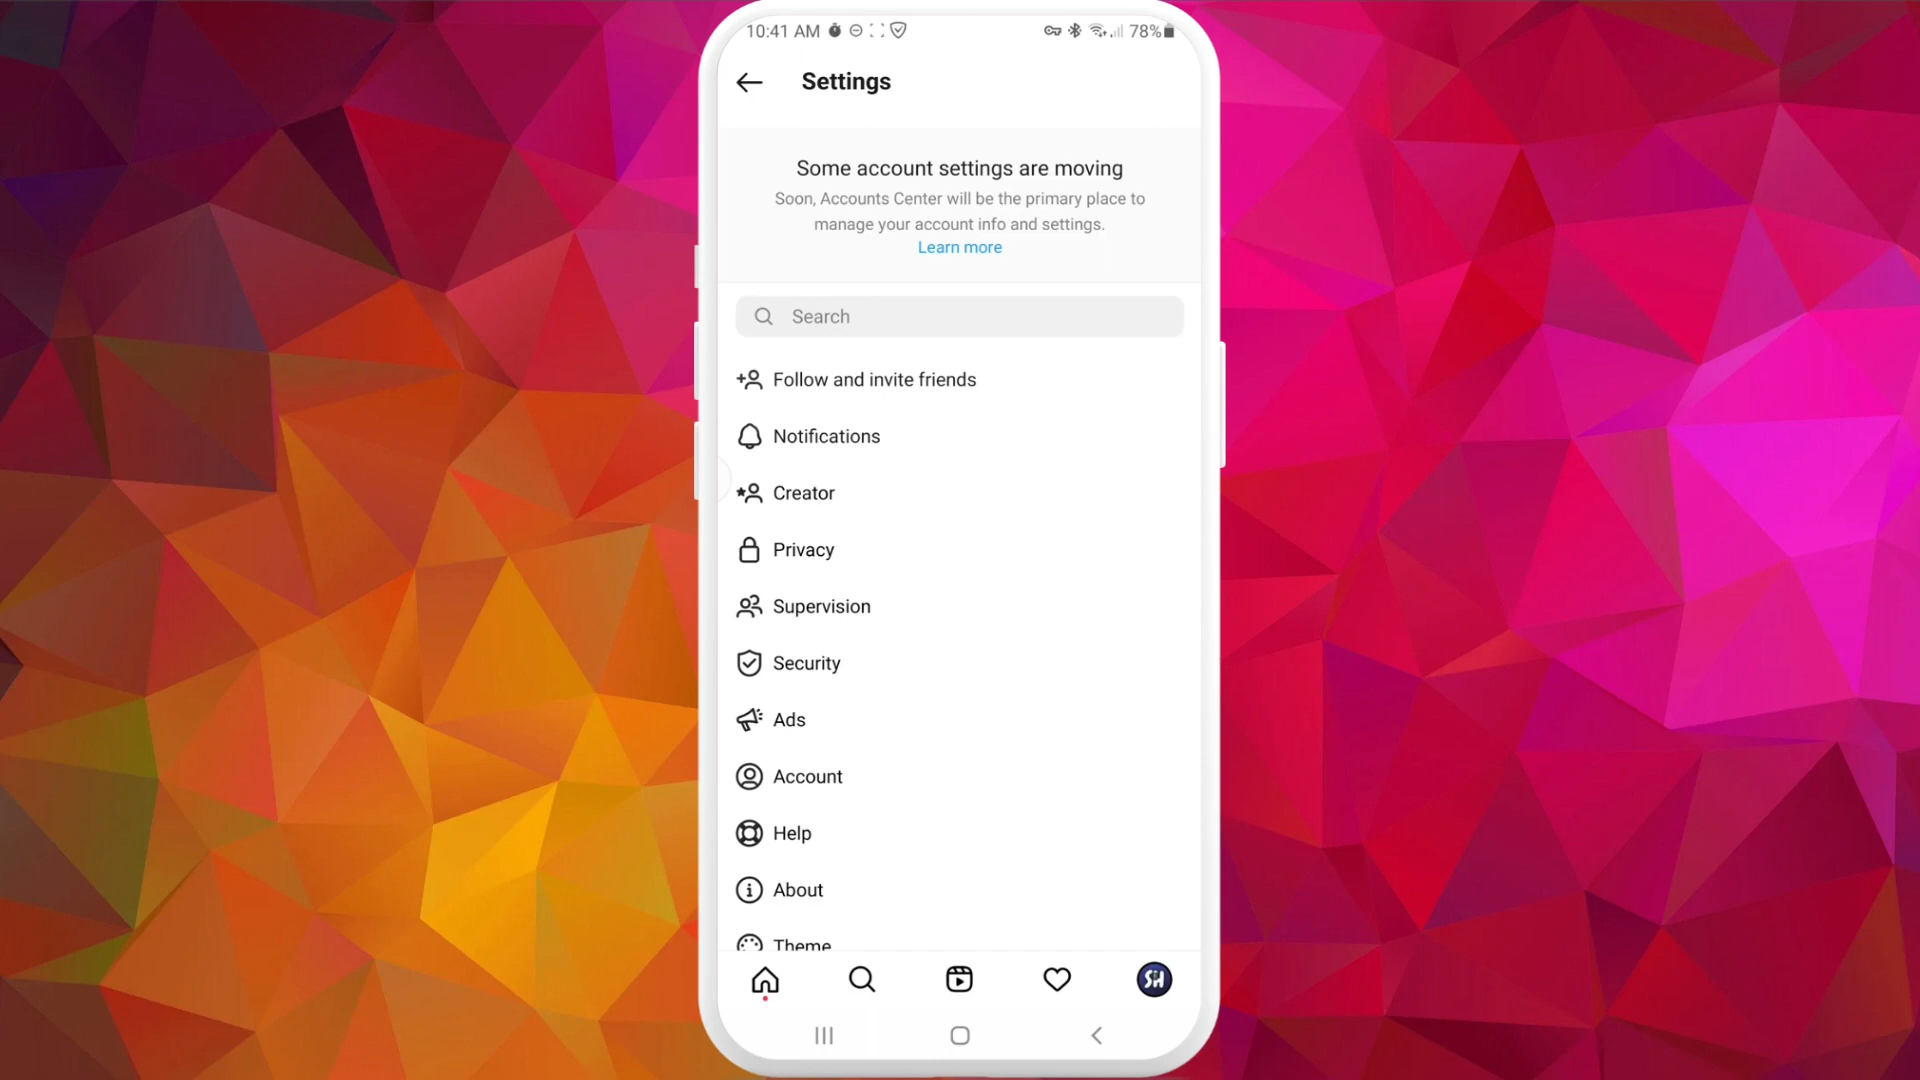 10:41 AM 78%
Settings
Some account settings are moving
Soon, Accounts Center will be the primary place to
manage your account info and settings.
Learn more
Search
Follow and invite friends
Notifications
Creator
Privacy
Supervision
Security
Ads
Account
Help
About
Theme
SH